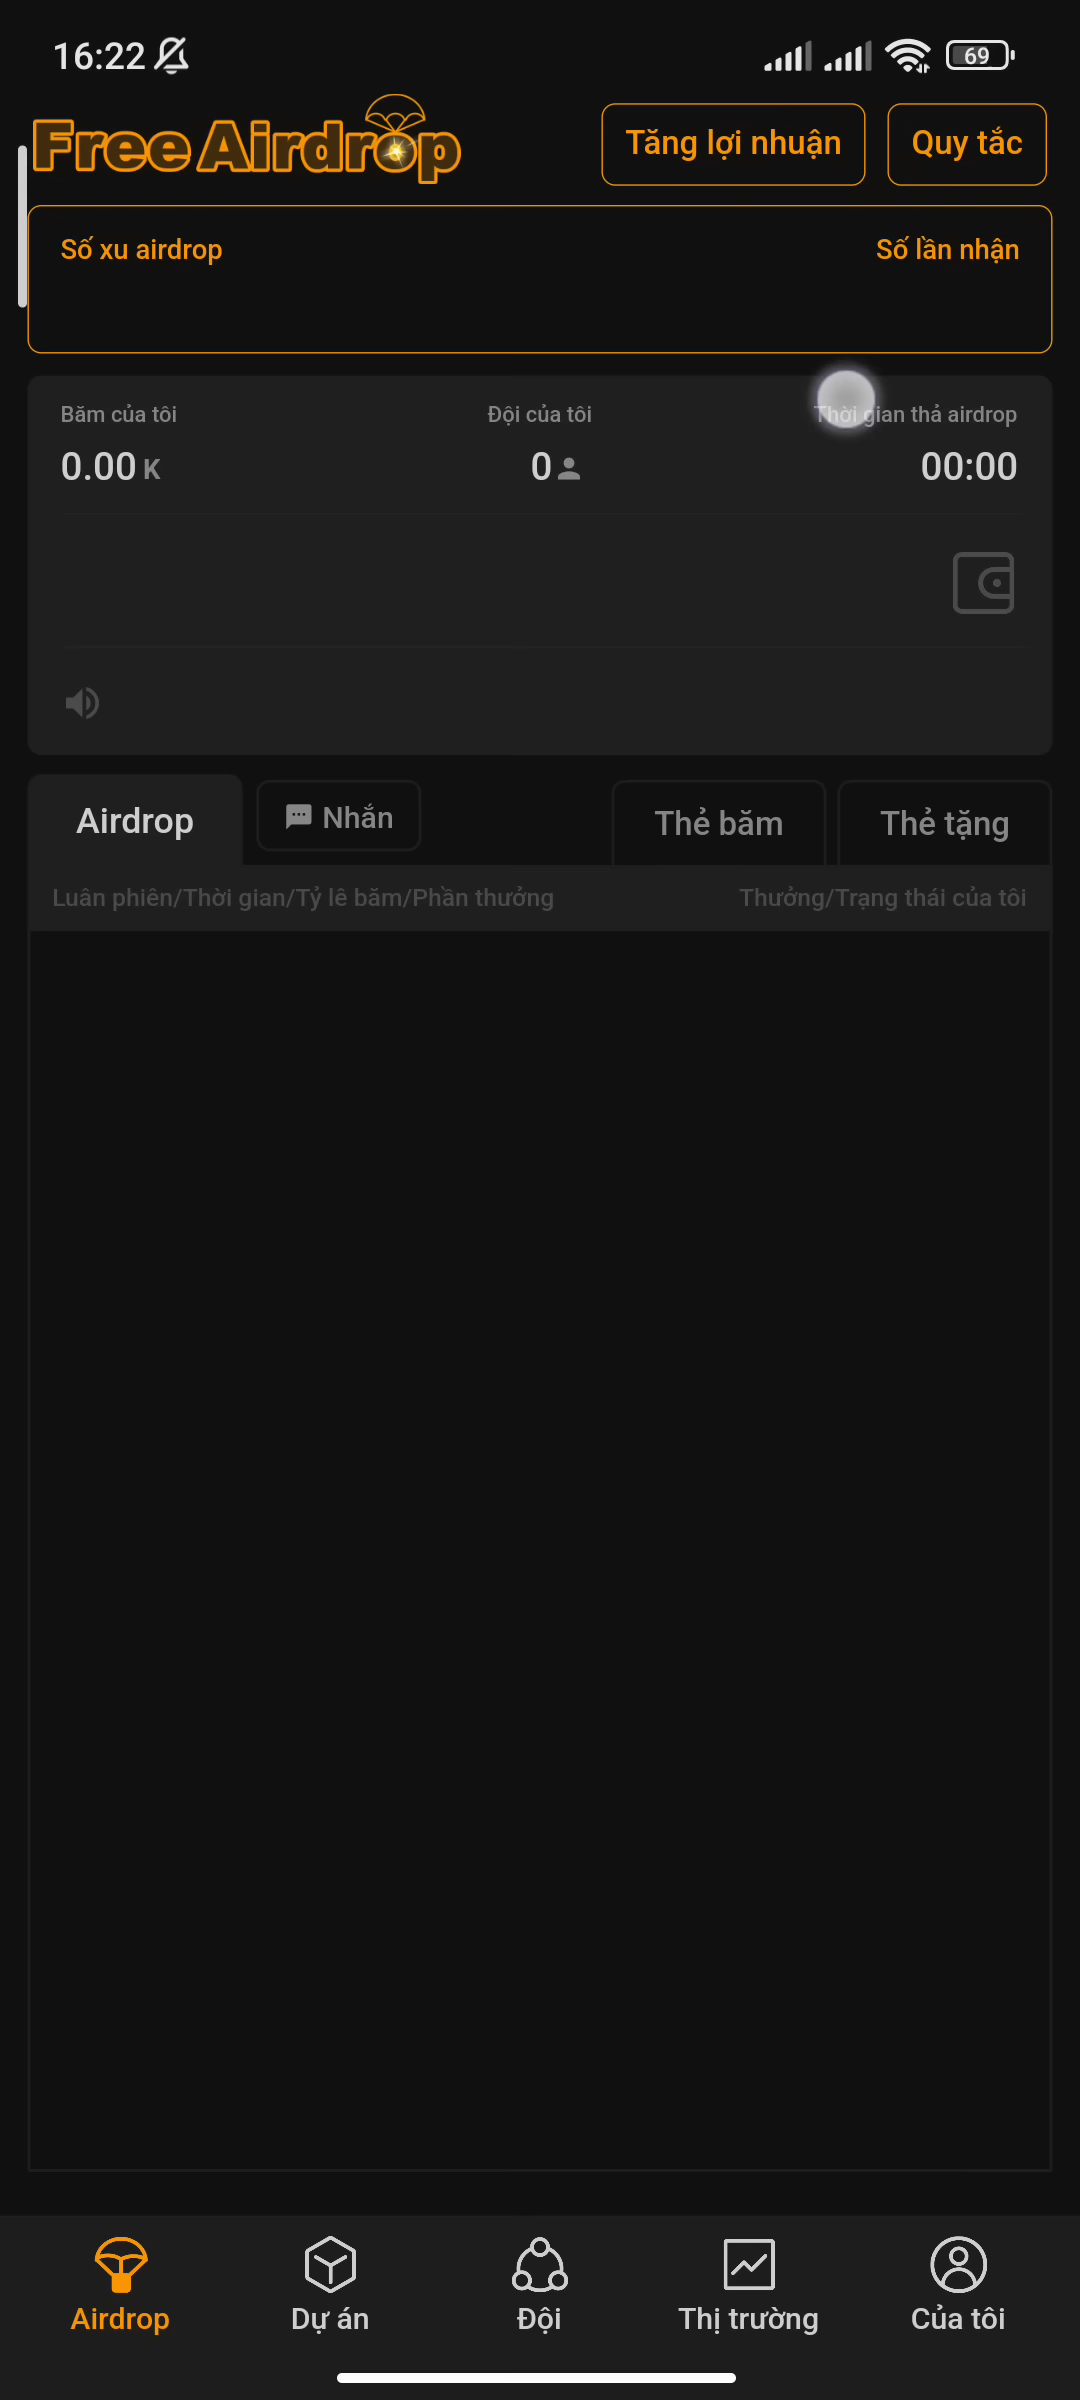 16:22
69
Free Airdrop
Tăng lợi nhuận
Quy tắc
Số xu airdrop
Số lần nhận
Băm của tôi
Đội của tôi
Thời gian thả airdrop
0.00 K
0
00:00
Airdrop
Nhắn
Thẻ băm
Thẻ tặng
Luân phiên/Thời gian/Tỷ lê băm/Phần thưởng
Thưởng/Trạng thái của tôi
Airdrop
Dự án
Đội
Thị trường
Của tôi